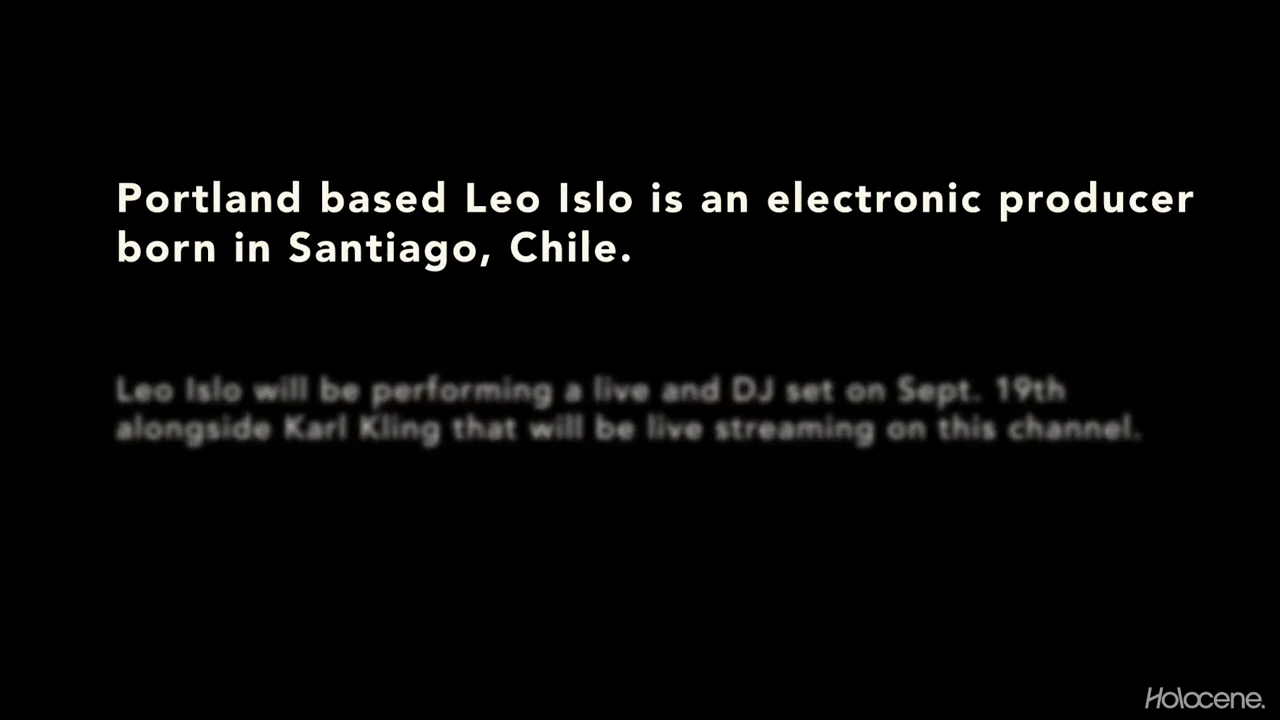 Portland based Leo Islo is an electronic producer
born in Santiago, Chile.
Leo Islo will be performing a live and DJ set on Sept. 19th
alongside Karl Kling that will be live streaming on this channel.
Holocene.